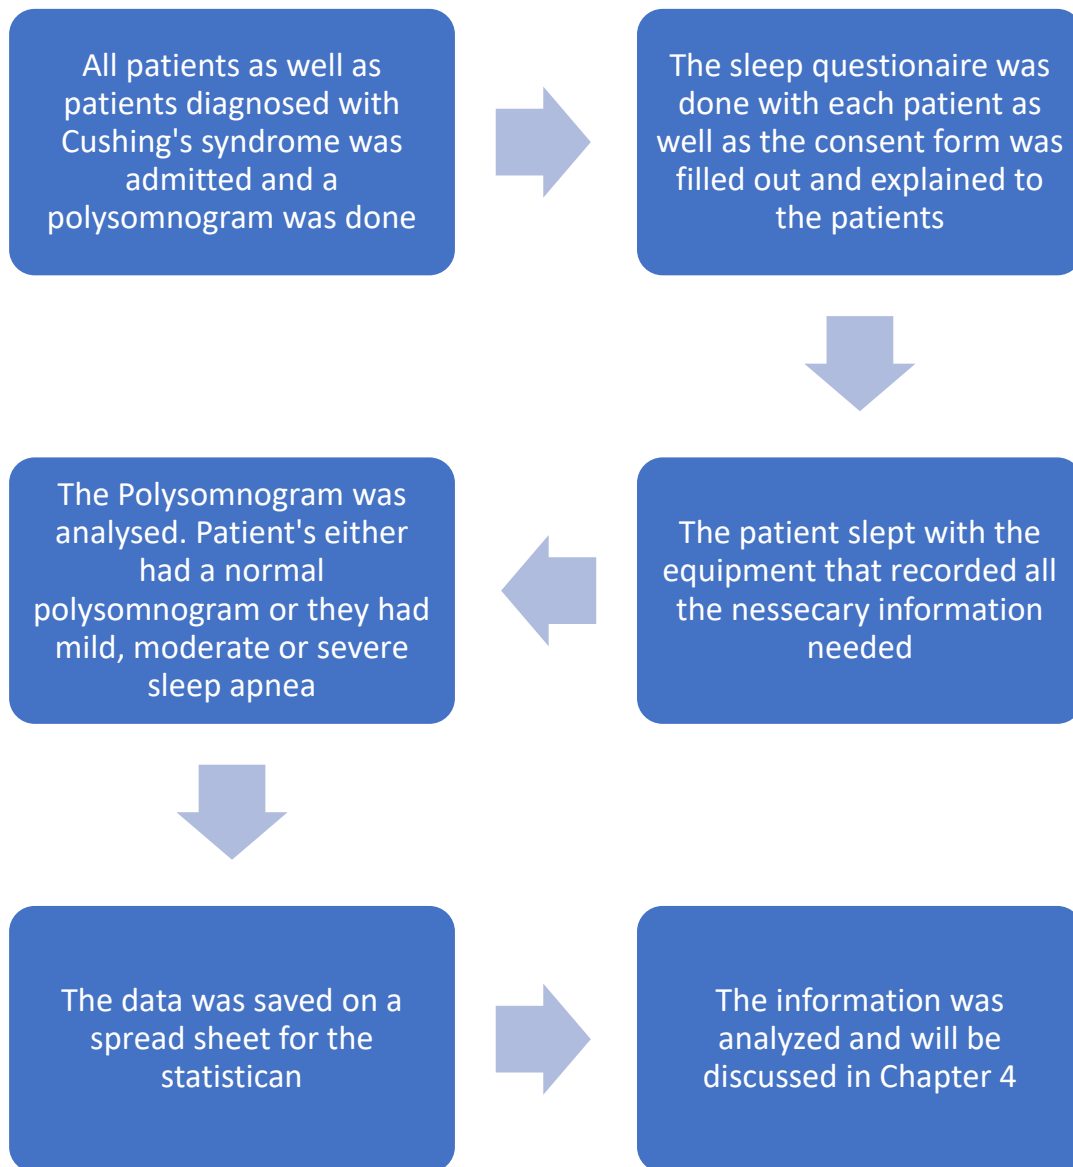 All patients as well as
patients diagnosed with
Cushing's syndrome was
admitted and a
polysomnogram was done
The sleep questionaire was
done with each patient as
well as the consent form was
filled out and explained to
the patients
The patient slept with the
equipment that recorded all
the nessecary information
needed
The Polysomnogram was
analysed. Patient's either
had a normal
polysomnogram or they had
mild, moderate or severe
sleep apnea
The data was saved on a
spread sheet for the
statistican
The information was
analyzed and will be
discussed in Chapter 4